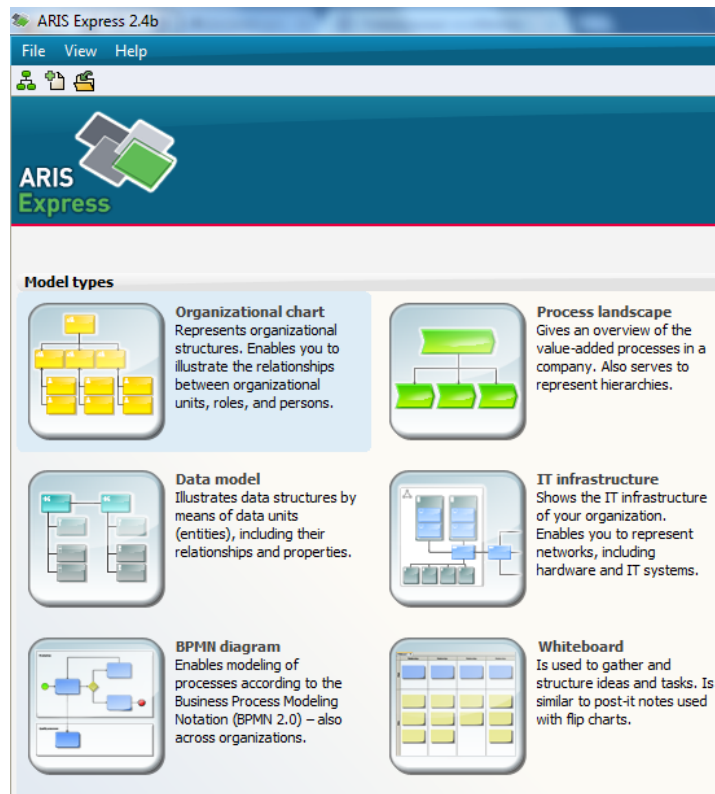 ARIS Express 2.4b
File View Help
ARIS
Express
Model types
Organizational chart
Represents organizational
structures. Enables you to
illustrate the relationships
between organizational
units, roles, and persons.
Process landscape
Gives an overview of the
value-added processes in a
company. Also serves to
represent hierarchies.
Data model
Illustrates data structures by
means of data units
(entities), including their
relationships and properties.
IT infrastructure
Shows the IT infrastructure
of your organization.
Enables you to represent
networks, including
hardware and IT systems.
BPMN diagram
Enables modeling of
processes according to the
Business Process Modeling
Notation (BPMN 2.0) – also
across organizations.
Whiteboard
Is used to gather and
structure ideas and tasks. Is
similar to post-it notes used
with flip charts.